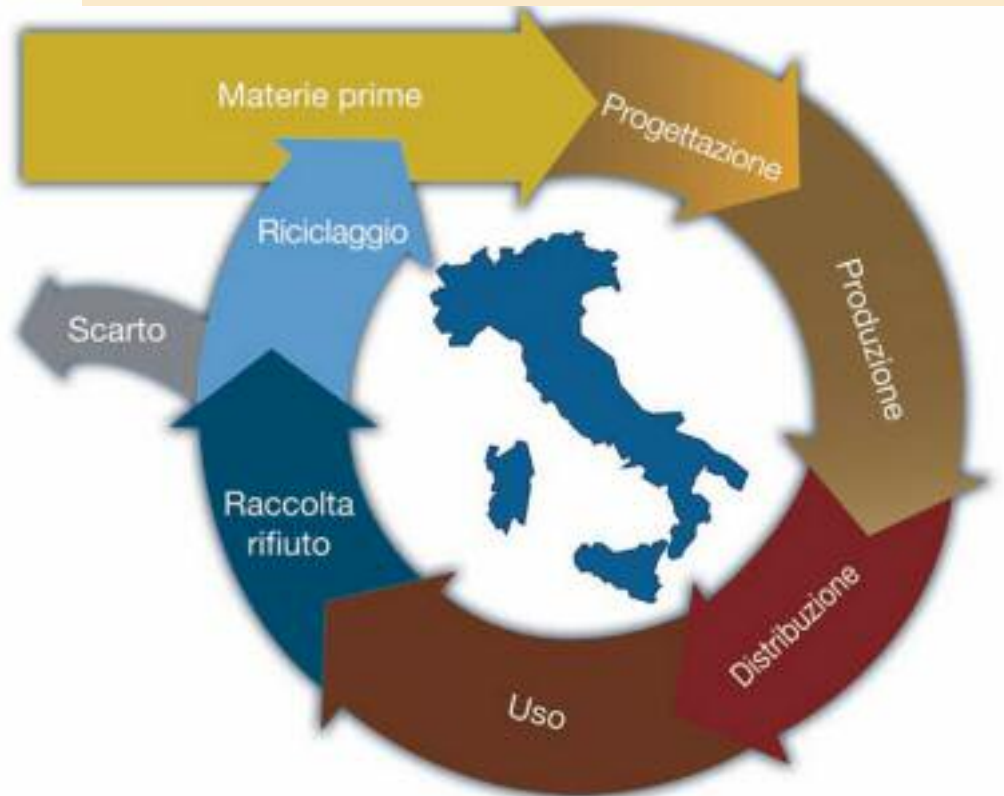 Materie prime
Progettazione
Produzione
Distribuzione
Uso
Raccolta
rifiuto
Riciclaggio
Scarto